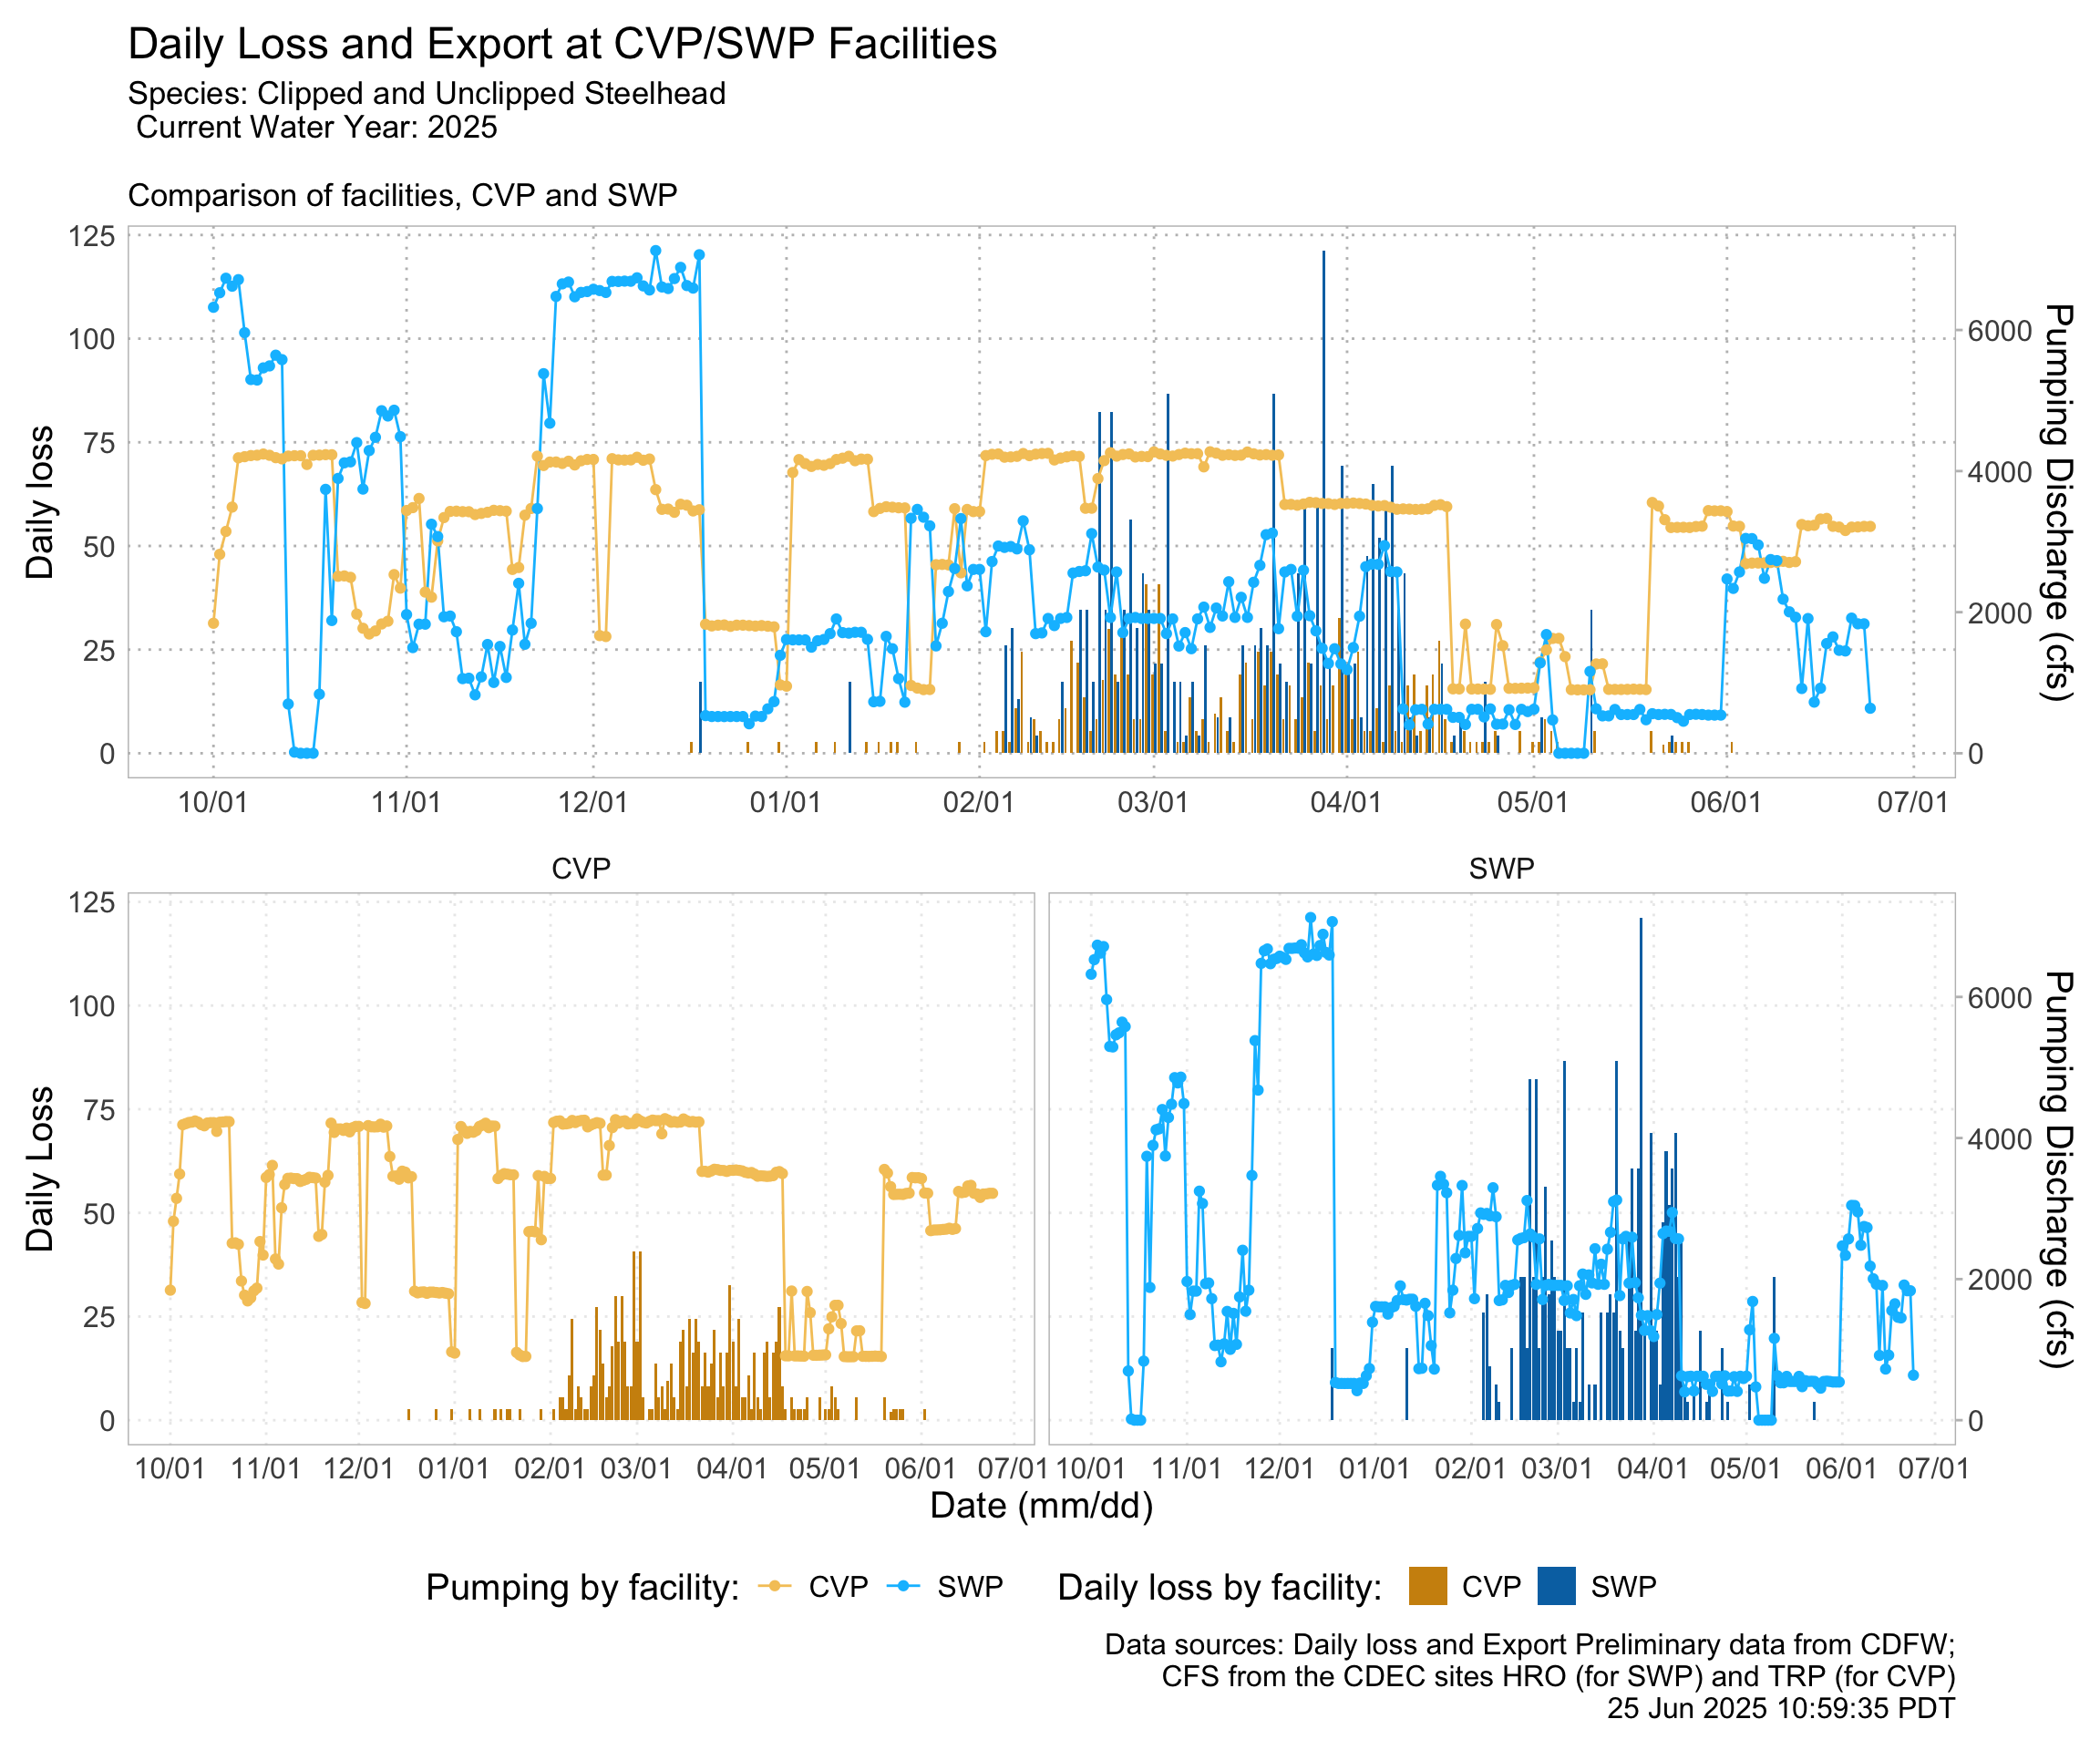 Daily Loss and Export at CVP/SWP Facilities
Species: Clipped and Unclipped Steelhead
Current Water Year: 2025
Comparison of facilities, CVP and SWP
125
100
75
50
25
0
Daily loss
6000
4000
2000
0
Pumping Discharge (cfs)
10/01 11/01 12/01 01/01 02/01 03/01 04/01 05/01 06/01 07/01
CVP
SWP
125
100
75
50
25
0
Daily Loss
6000
4000
2000
0
Pumping Discharge (cfs)
10/01 11/01 12/01 01/01 02/01 03/01 04/01 05/01 06/01 07/01
10/01 11/01 12/01 01/01 02/01 03/01 04/01 05/01 06/01 07/01
Date (mm/dd)
Pumping by facility: CVP SWP Daily loss by facility: CVP SWP
Data sources: Daily loss and Export Preliminary data from CDFW;
CFS from the CDEC sites HRO (for SWP) and TRP (for CVP)
25 Jun 2025 10:59:35 PDT